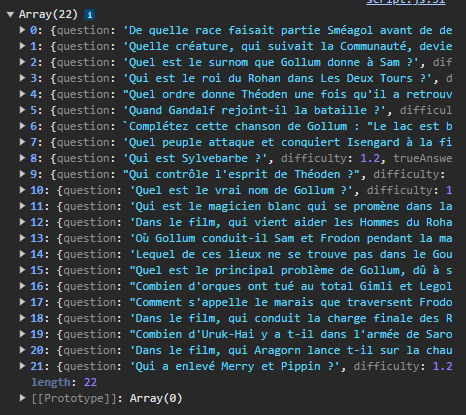 script.js:91
▼ Array(22) i
▶ 0: {question: 'De quelle race faisait partie Sméagol avant de de
▶ 1: {question: 'Quelle créature, qui suivait la Communauté, devie
▶ 2: {question: 'Quel est le surnom que Gollum donne à Sam ?', dif
▶ 3: {question: 'Qui est le roi du Rohan dans Les Deux Tours ?', d
▶ 4: {question: "Quel ordre donne Théoden une fois qu'il a retrouv
▶ 5: {question: 'Quand Gandalf rejoint-il la bataille ?', difficul
▶ 6: {question: `Complétez cette chanson de Gollum : "Le lac est b
▶ 7: {question: 'Quel peuple attaque et conquiert Isengard à la fi
▶ 8: {question: 'Qui est Sylvebarbe ?', difficulty: 1.2, trueAnswe
▶ 9: {question: "Qui contrôle l'esprit de Théoden ?", difficulty:
▶ 10: {question: 'Quel est le vrai nom de Gollum ?', difficulty: 1
▶ 11: {question: 'Qui est le magicien blanc qui se promène dans la
▶ 12: {question: 'Dans le film, qui vient aider les Hommes du Roha
▶ 13: {question: 'Où Gollum conduit-il Sam et Frodon pendant la ma
▶ 14: {question: 'Lequel de ces lieux ne se trouve pas dans le Gou
▶ 15: {question: "Quel est le principal problème de Gollum, dû à s
▶ 16: {question: "Combien d'orques ont tué au total Gimli et Legol
▶ 17: {question: "Comment s'appelle le marais que traversent Frodo
▶ 18: {question: 'Dans le film, qui conduit la charge finale des R
▶ 19: {question: "Combien d'Uruk-Hai y a t-il dans l'armée de Saro
▶ 20: {question: 'Dans le film, qui Aragorn lance t-il sur la chau
▶ 21: {question: 'Qui a enlevé Merry et Pippin ?', difficulty: 1.2
length: 22
▶ [[Prototype]]: Array(0)